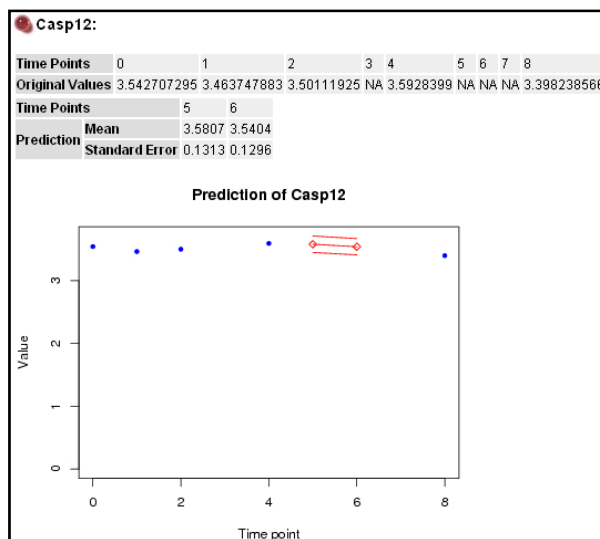 Casp12:
Time Points 0 1 2 3 4 5 6 7 8
Original Values 3.542707295 3.463747883 3.50111925 NA 3.5928399 NA NA NA 3.398238566
Time Points 5 6
Prediction Mean 3.5807 3.5404
Standard Error 0.1313 0.1296
Prediction of Casp12
3
2
1
0
Value
0 2 4 6 8
Time point